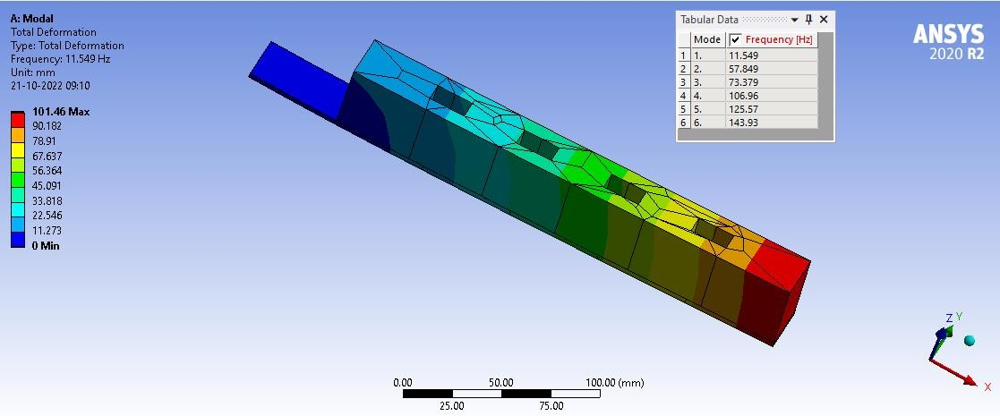 A: Modal
Total Deformation
Type: Total Deformation
Frequency: 11.549 Hz
Unit: mm
21-10-2022 09:10
101.46 Max
90.182
78.91
67.637
56.364
45.091
33.818
22.546
11.273
0 Min
Tabular Data
Mode Frequency [Hz]
1 1. 11.549
2 2. 57.849
3 3. 73.379
4 4. 106.96
5 5. 125.57
6 6. 143.93
ANSYS
2020 R2
0.00 50.00 100.00 (mm)
25.00 75.00
Z Y
X